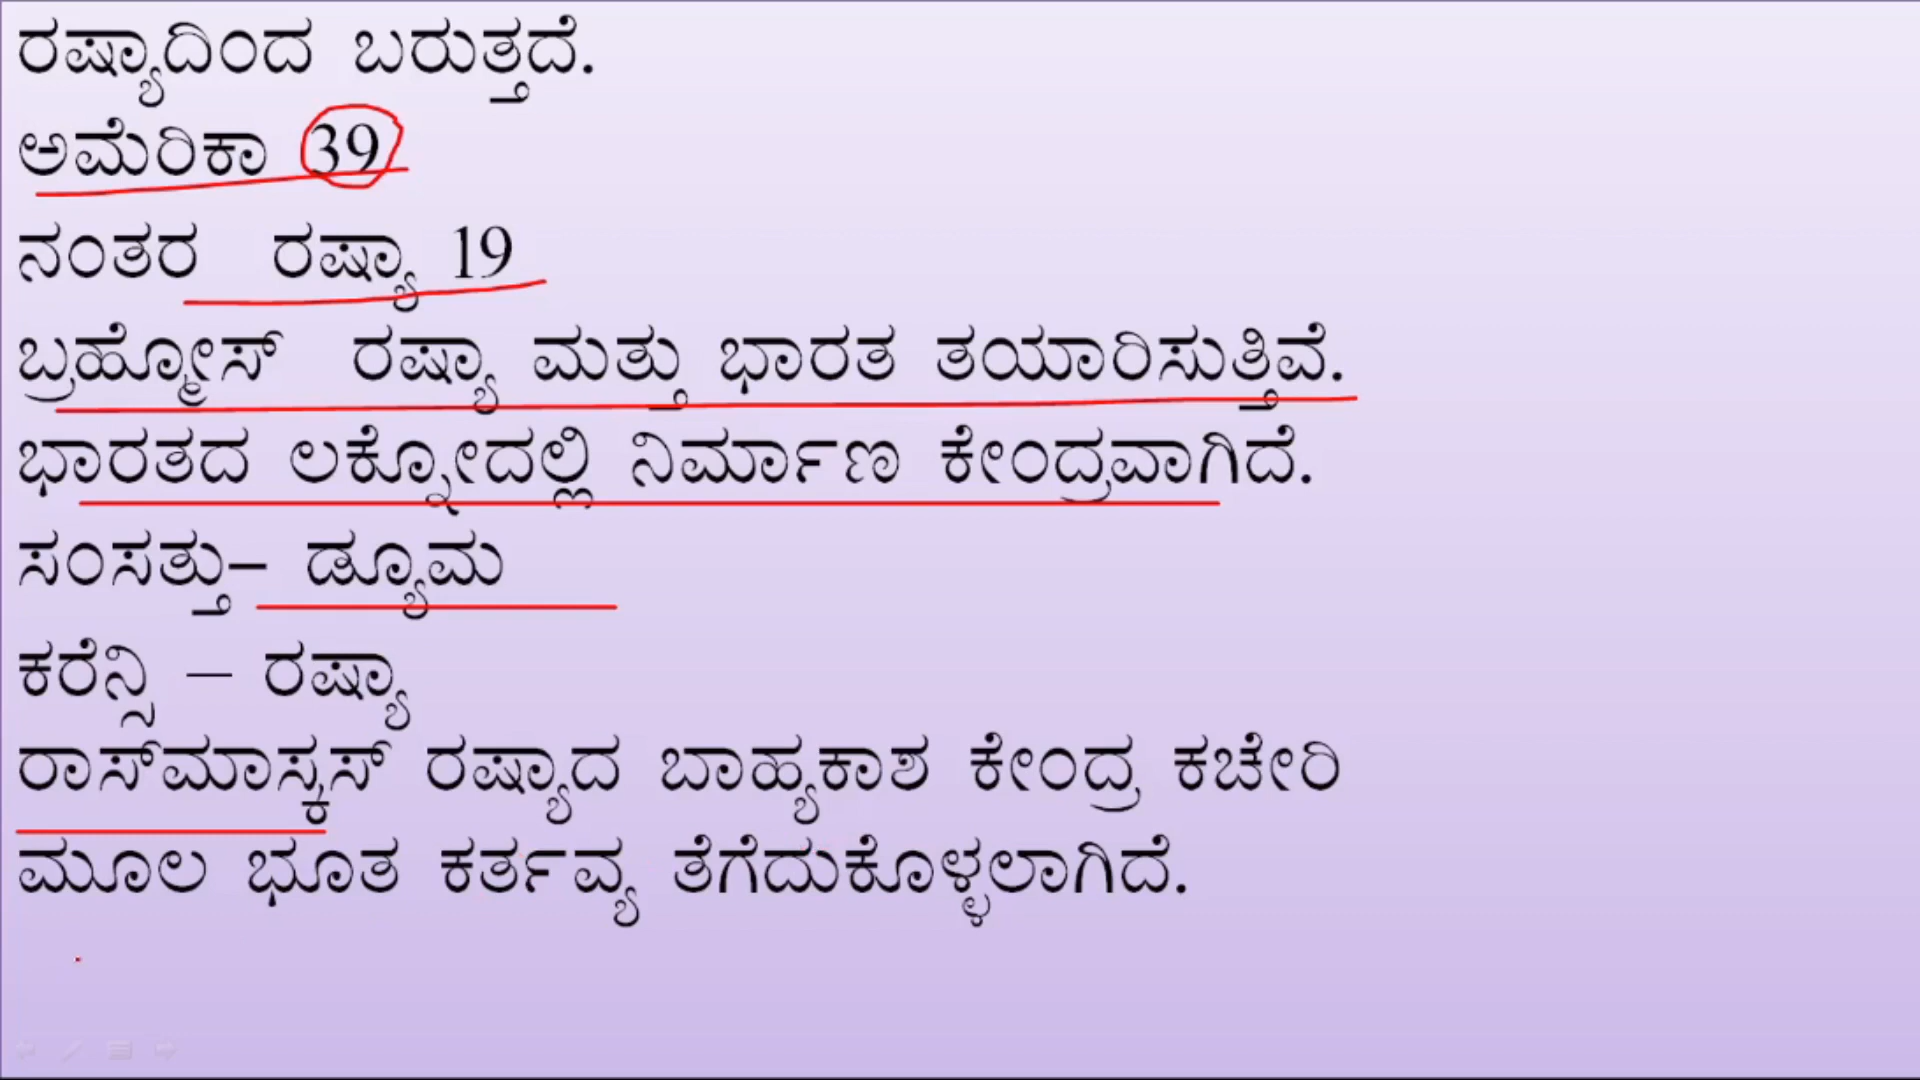 ರಷ್ಯಾದಿಂದ ಬರುತ್ತದೆ.
ಅಮೆರಿಕಾ 39
ನಂತರ ರಷ್ಯಾ 19
ಬ್ರಹ್ಮೋಸ್ ರಷ್ಯಾ ಮತ್ತು ಭಾರತ ತಯಾರಿಸುತ್ತಿವೆ.
ಭಾರತದ ಲಕ್ನೋದಲ್ಲಿ ನಿರ್ಮಾಣ ಕೇಂದ್ರವಾಗಿದೆ.
ಸಂಸತ್ತು– ಡ್ಯೂಮ
ಕರೆನ್ಸಿ – ರಷ್ಯಾ
ರಾಸ್‌ಮಾಸ್ಕಸ್ ರಷ್ಯಾದ ಬಾಹ್ಯಕಾಶ ಕೇಂದ್ರ ಕಚೇರಿ
ಮೂಲ ಭೂತ ಕರ್ತವ್ಯ ತೆಗೆದುಕೊಳ್ಳಲಾಗಿದೆ.